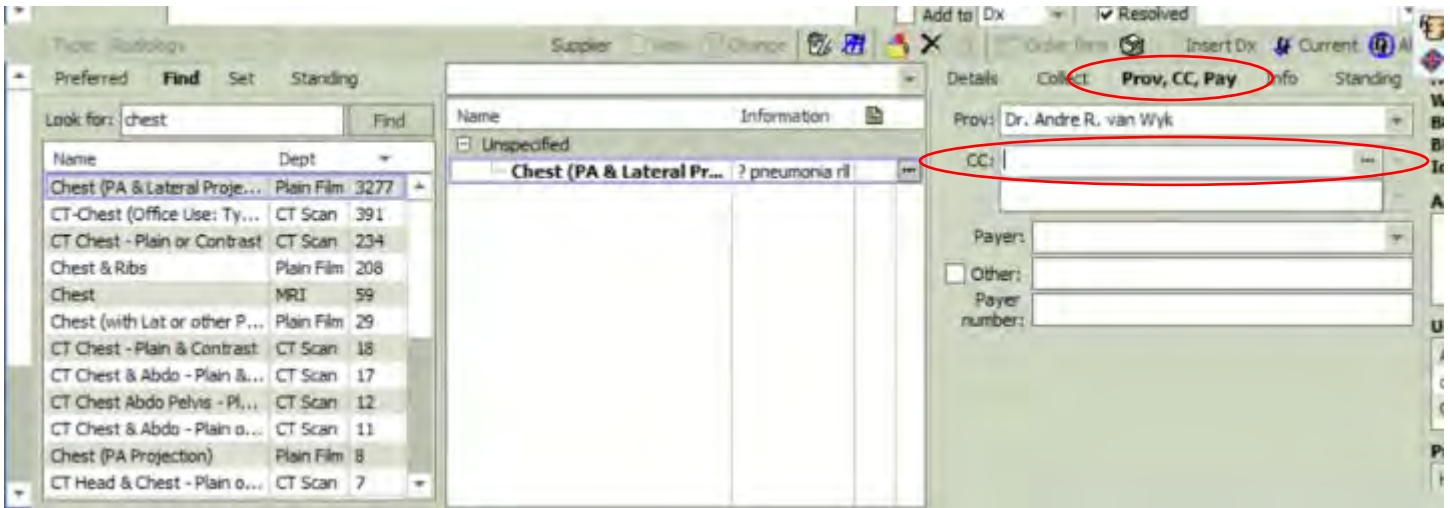 Add to Dx Resolved
Type: Radiology Supplier Change Order form Insert Dx Current
Preferred Find Set Standing
Look for: chest Find
Name Dept
Chest (PA & Lateral Proje... Plain Film 3277
CT-Chest (Office Use: Ty... CT Scan 391
CT Chest - Plain or Contrast CT Scan 234
Chest & Ribs Plain Film 208
Chest MRI 59
Chest (with Lat or other P... Plain Film 29
CT Chest - Plain & Contrast CT Scan 18
CT Chest & Abdo - Plain &... CT Scan 17
CT Chest Abdo Pelvis - Pl... CT Scan 12
CT Chest & Abdo - Plain o... CT Scan 11
Chest (PA Projection) Plain Film 8
CT Head & Chest - Plain o... CT Scan 7
Name Information
Unspecified
Chest (PA & Lateral Pr... ? pneumonia rll ...
Details Collect Prov, CC, Pay Info Standing
Prov: Dr. Andre R. van Wyk
CC: ...
Payer:
Other:
Payer
number: